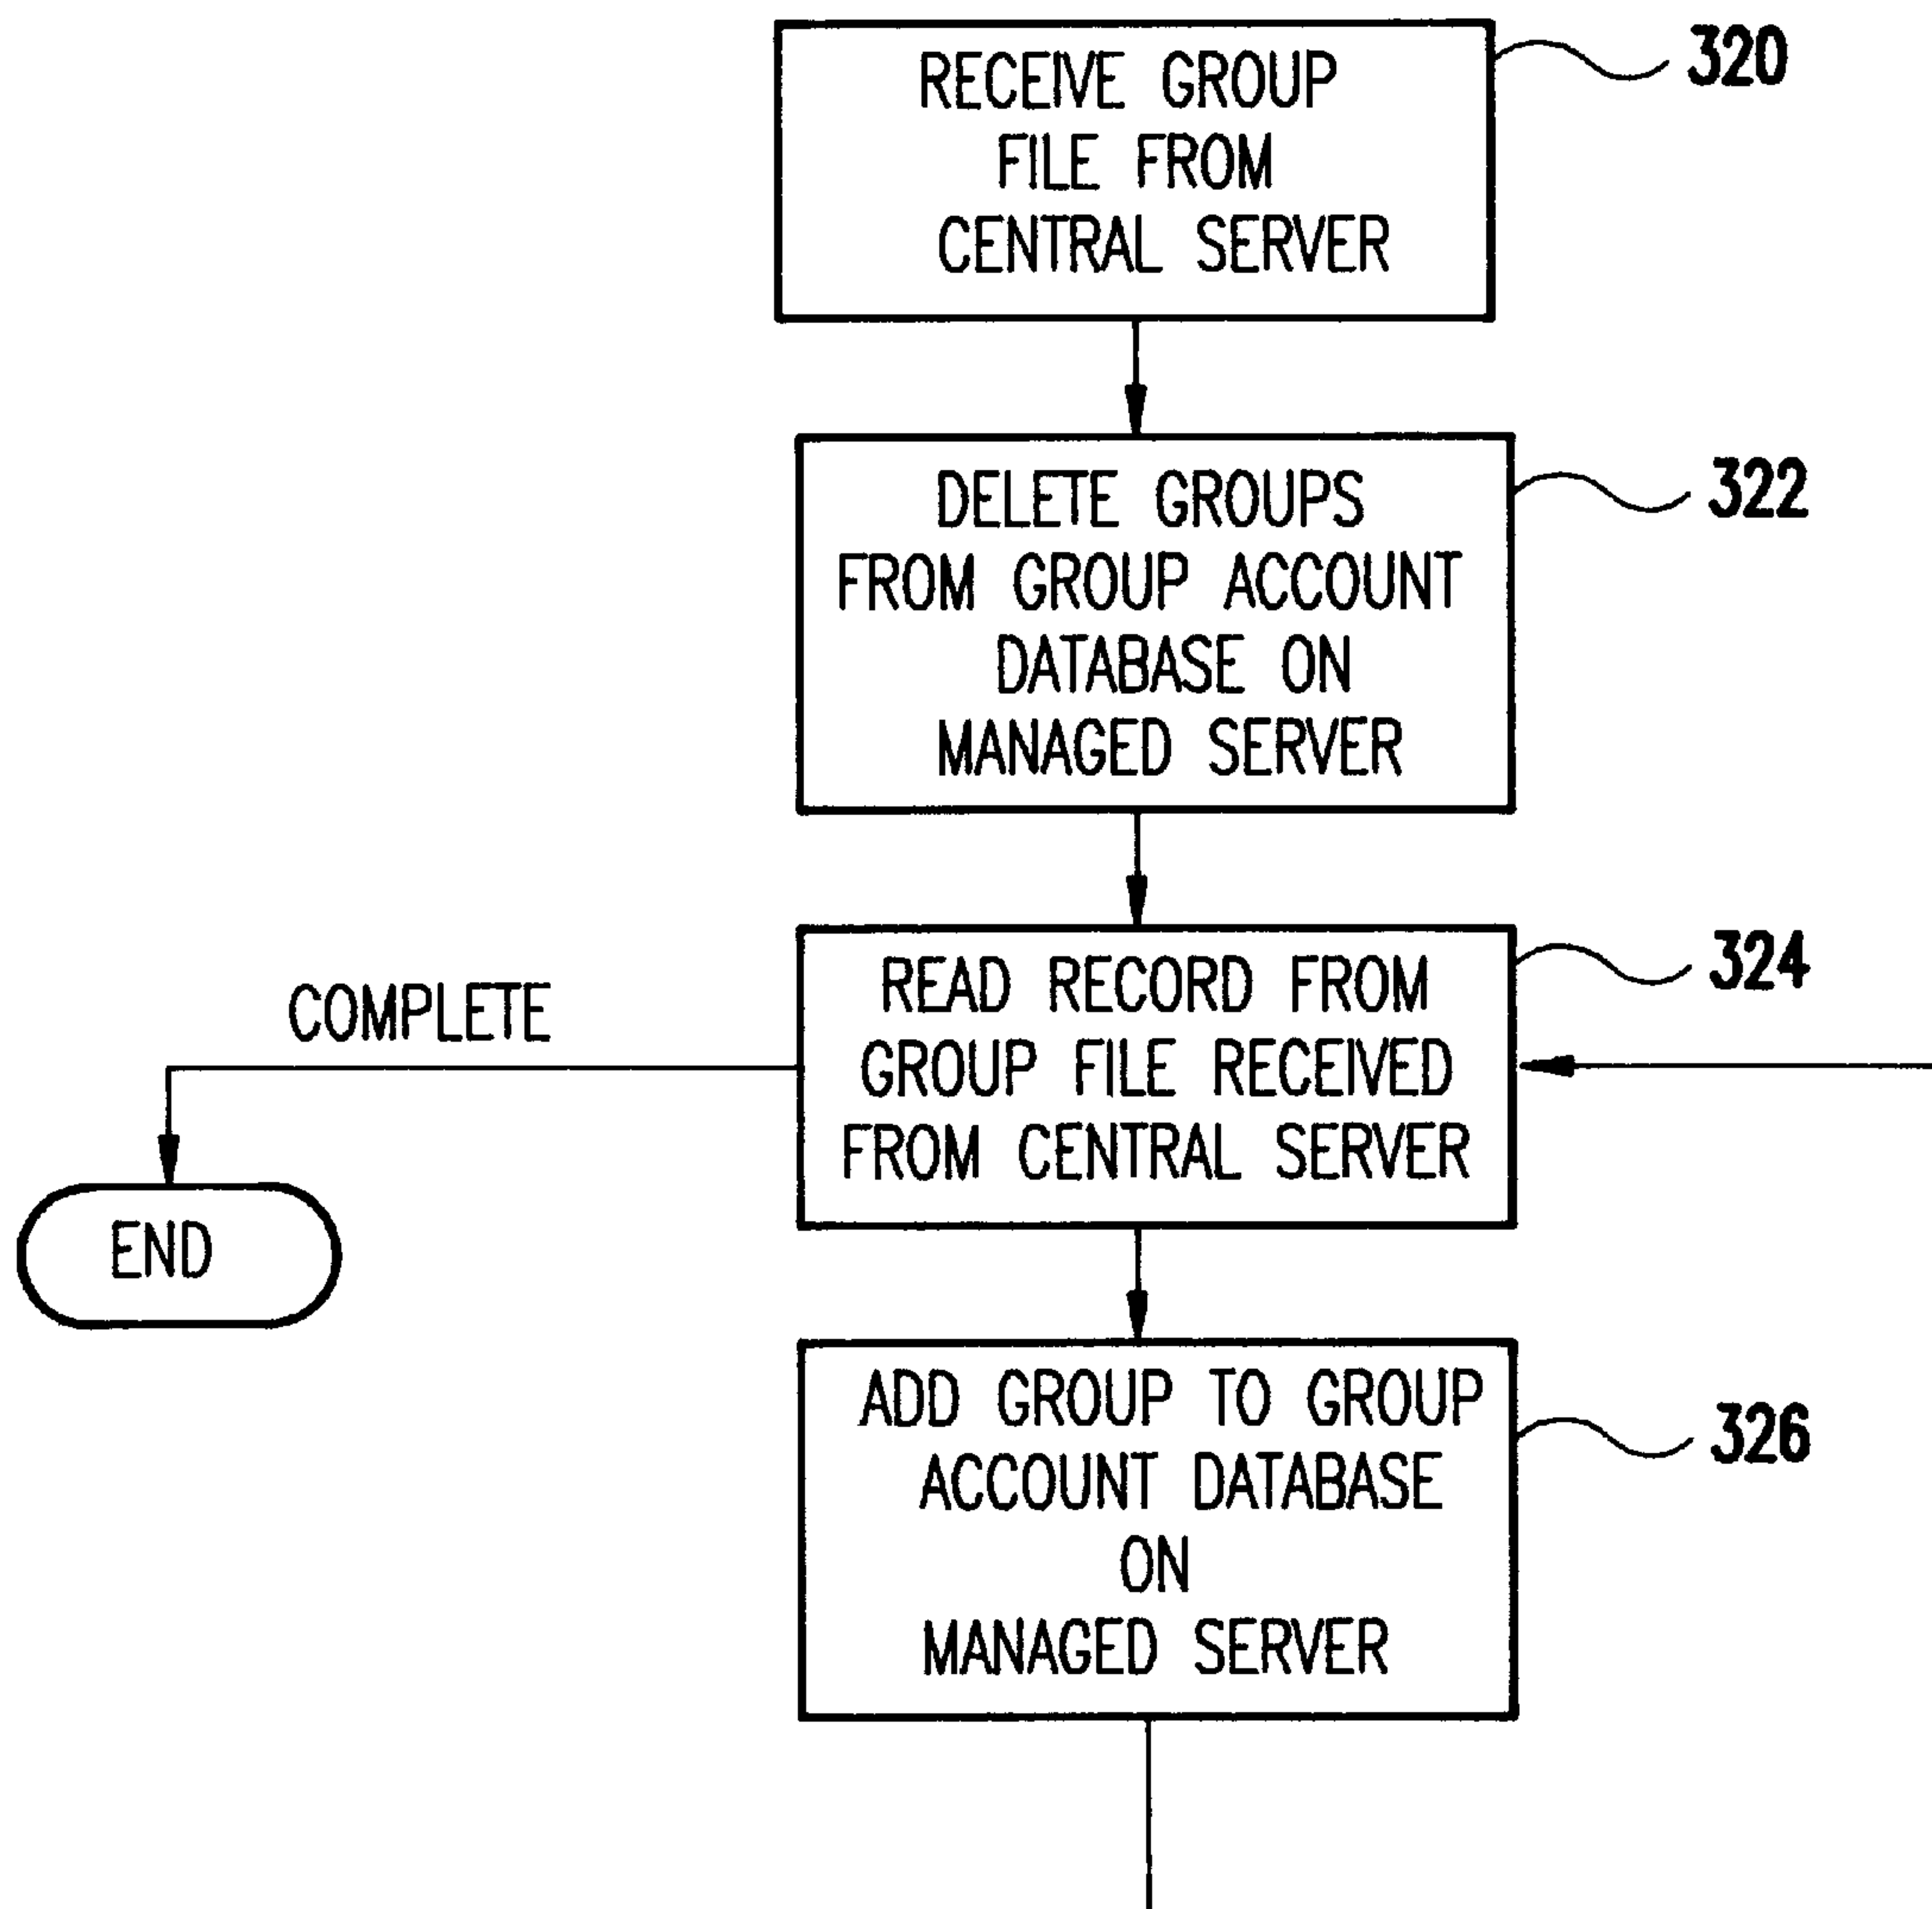 RECEIVE GROUP
FILE FROM
CENTRAL SERVER
320
DELETE GROUPS
FROM GROUP ACCOUNT
DATABASE ON
MANAGED SERVER
322
READ RECORD FROM
GROUP FILE RECEIVED
FROM CENTRAL SERVER
324
COMPLETE
END
ADD GROUP TO GROUP
ACCOUNT DATABASE
ON
MANAGED SERVER
326